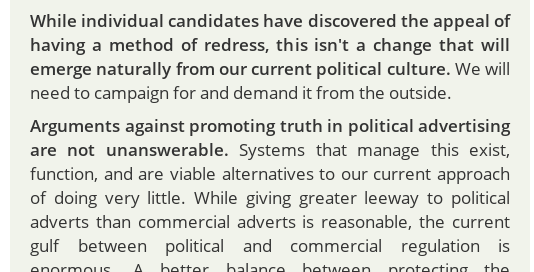 While individual candidates have discovered the appeal of
having a method of redress, this isn't a change that will
emerge naturally from our current political culture. We will
need to campaign for and demand it from the outside.
Arguments against promoting truth in political advertising
are not unanswerable. Systems that manage this exist,
function, and are viable alternatives to our current approach
of doing very little. While giving greater leeway to political
adverts than commercial adverts is reasonable, the current
gulf between political and commercial regulation is
enormous. A better balance between protecting the